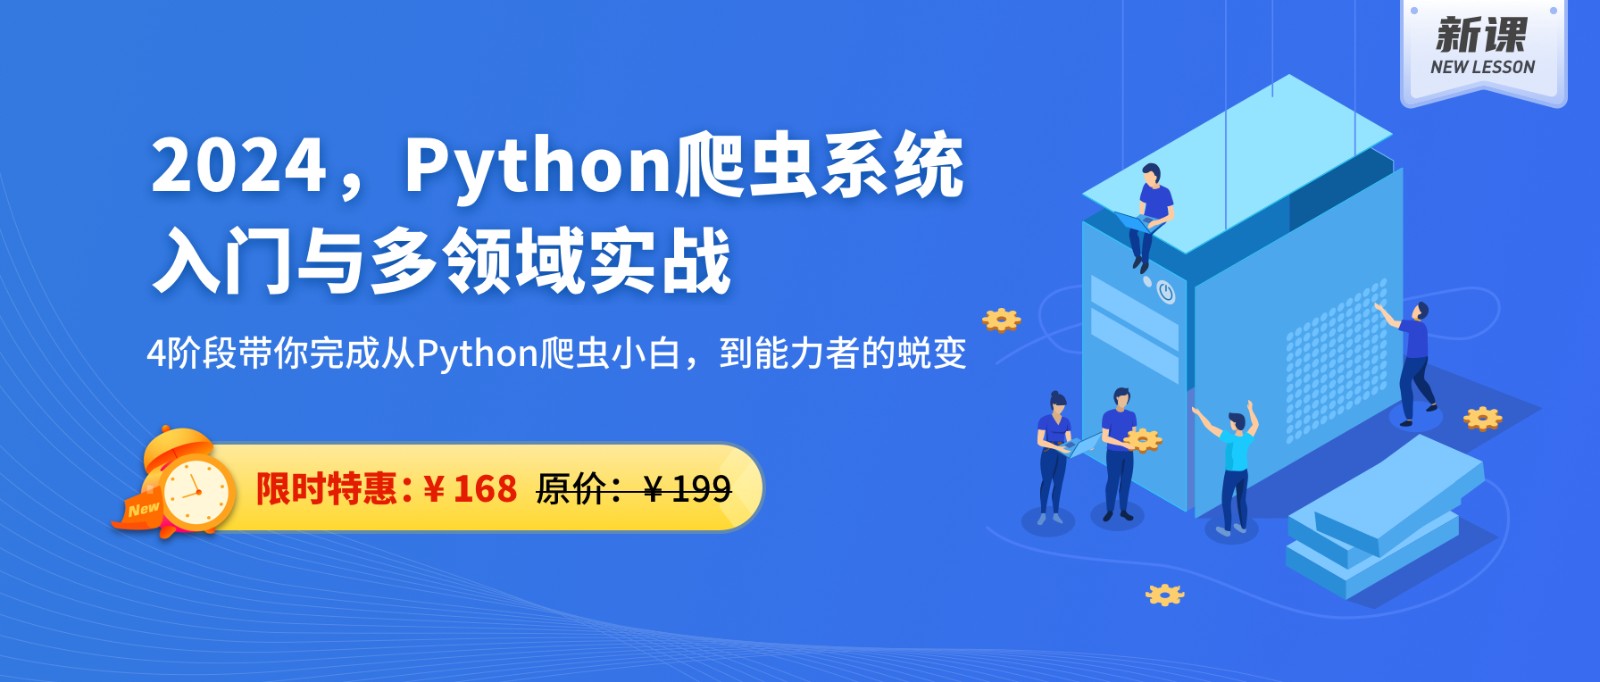 新课
NEW LESSON
2024，Python爬虫系统
入门与多领域实战
4阶段带你完成从Python爬虫小白，到能力者的蜕变
New
限时特惠：¥ 168 原价：¥ 199